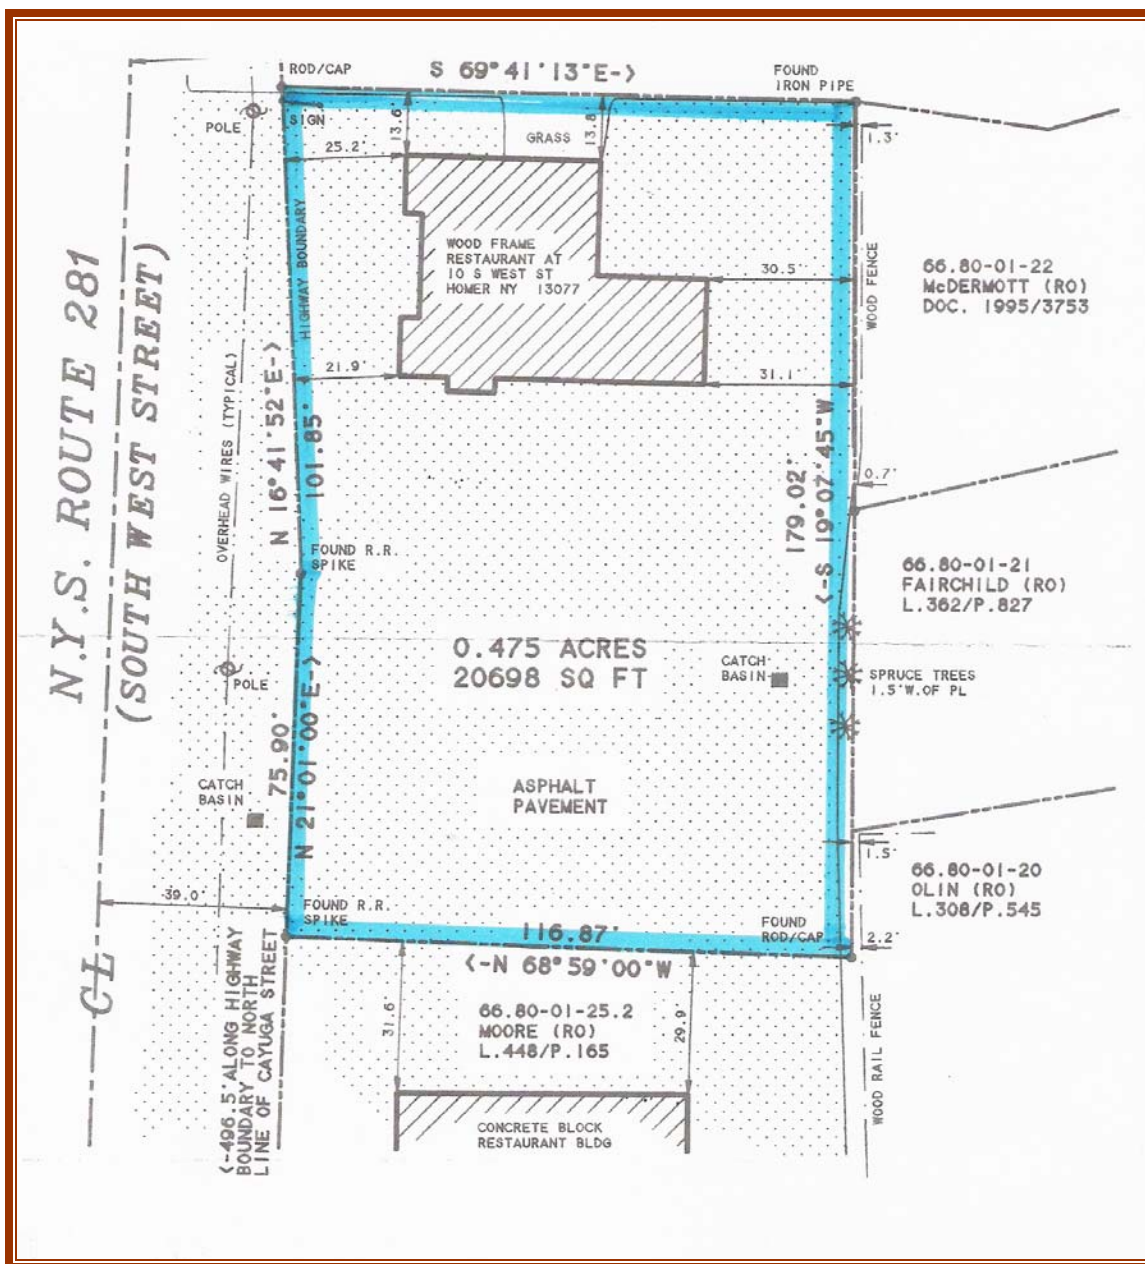 ROD/CAP
S 69°41'13"E->
FOUND
IRON PIPE
POLE
SIGN
13.6'
GRASS
13.8'
1.3'
25.2'
HIGHWAY BOUNDARY
WOOD FRAME
RESTAURANT AT
10 S WEST ST
HOMER NY 13077
30.5'
WOOD FENCE
66.80-01-22
McDERMOTT (RO)
DOC. 1995/3753
N.Y.S. ROUTE 281
(SOUTH WEST STREET)
OVERHEAD WIRES (TYPICAL)
21.9'
31.1'
N 16°41'52"E->
101.85'
179.02'
<-S 19°07'45"W
0.7'
FOUND R.R.
SPIKE
66.80-01-21
FAIRCHILD (RO)
L.362/P.827
0.475 ACRES
20698 SQ FT
CATCH
BASIN
SPRUCE TREES
1.5'W.OF PL
POLE
75.90'
N 21°01'00"E->
CATCH
BASIN
ASPHALT
PAVEMENT
1.5'
66.80-01-20
OLIN (RO)
L.308/P.545
39.0'
FOUND R.R.
SPIKE
116.87'
FOUND
ROD/CAP
2.2'
<-N 68°59'00"W
CL
<-496.5'ALONG HIGHWAY
BOUNDARY TO NORTH
LINE OF CAYUGA STREET
31.6'
66.80-01-25.2
MOORE (RO)
L.448/P.165
29.9'
WOOD RAIL FENCE
CONCRETE BLOCK
RESTAURANT BLDG